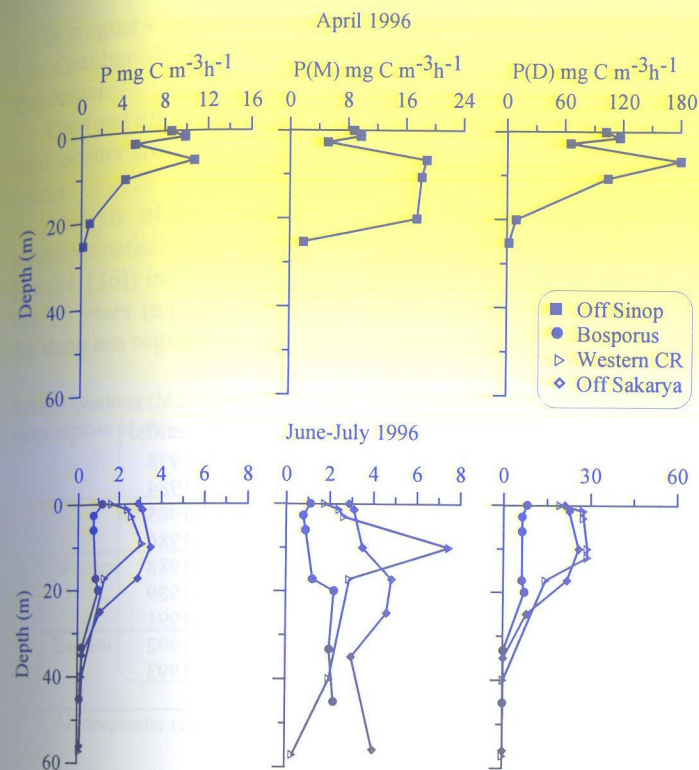 April 1996
P mg C m-3h-1 P(M) mg C m-3h-1 P(D) mg C m-3h-1
0 4 8 12 16 0 8 16 24 0 60 120 180
0
20
40
60
Depth (m)
Off Sinop
Bosporus
Western CR
Off Sakarya
June-July 1996
0 2 4 6 8 0 2 4 6 8 0 30 60
0
20
40
60
Depth (m)